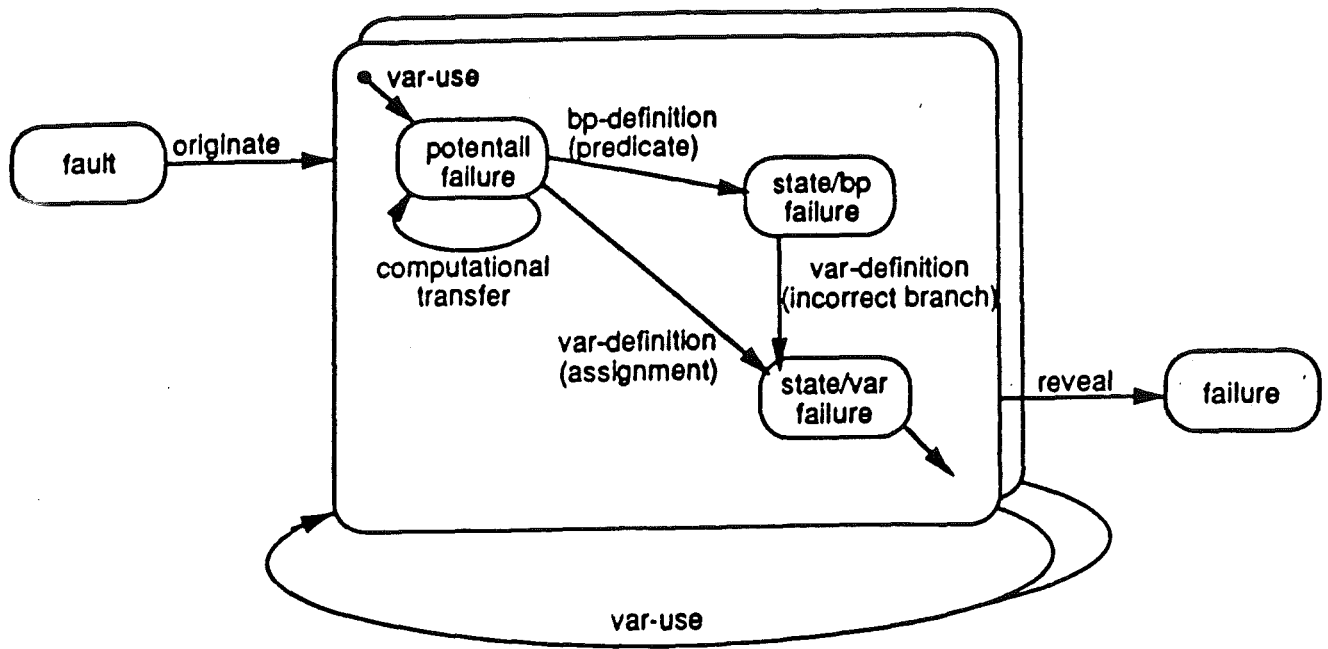 var-use
fault
originate
potentail
failure
bp-definition
(predicate)
state/bp
failure
computational
transfer
var-definition
(incorrect branch)
var-definition
(assignment)
state/var
failure
reveal
failure
var-use